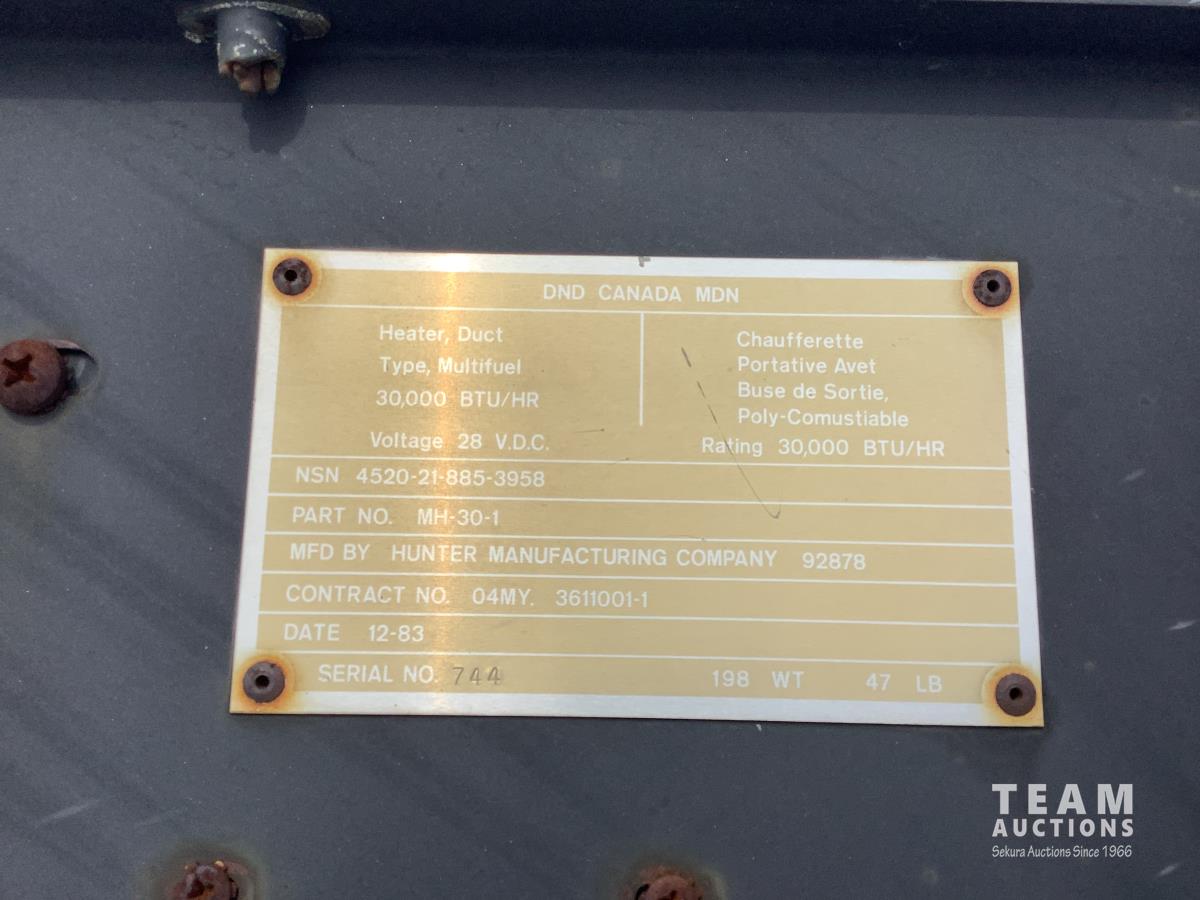 DND CANADA MDN
Heater, Duct
Type, Multifuel
30,000 BTU/HR
Voltage 28 V.D.C.
Chaufferette
Portative Avet
Buse de Sortie,
Poly-Comustiable
Rating 30,000 BTU/HR
NSN 4520-21-885-3958
PART NO. MH-30-1
MFD BY HUNTER MANUFACTURING COMPANY 92878
CONTRACT NO. 04MY. 3611001-1
DATE 12-83
SERIAL NO. 744 198 WT 47 LB
TEAM
AUCTIONS
Sekura Auctions Since 1966